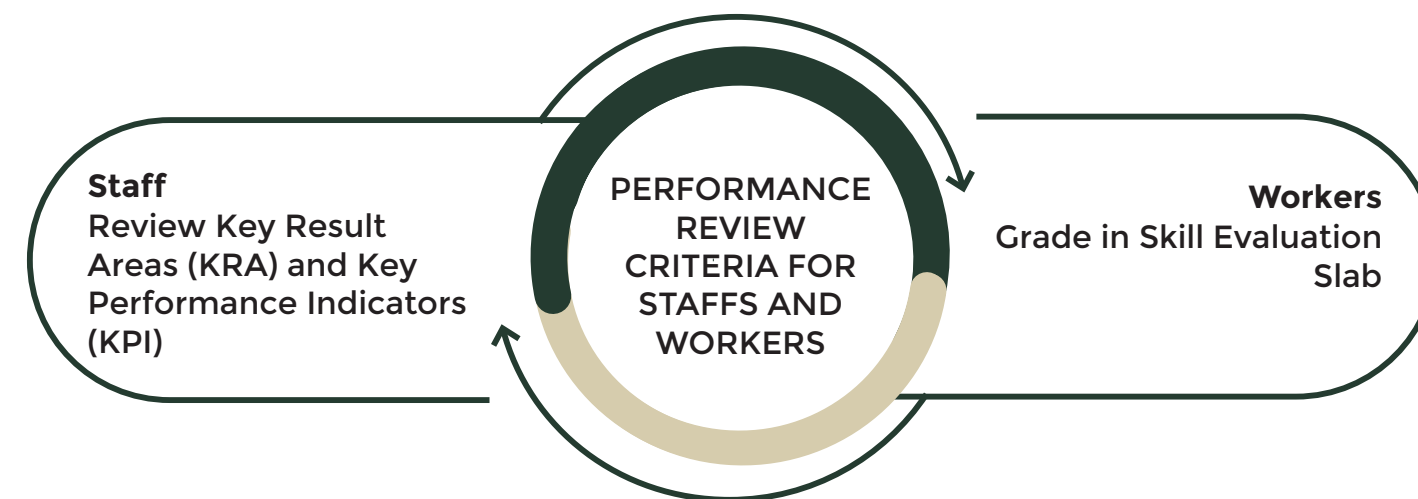 Staff
Review Key Result
Areas (KRA) and Key
Performance Indicators
(KPI)
PERFORMANCE
REVIEW
CRITERIA FOR
STAFFS AND
WORKERS
Workers
Grade in Skill Evaluation
Slab